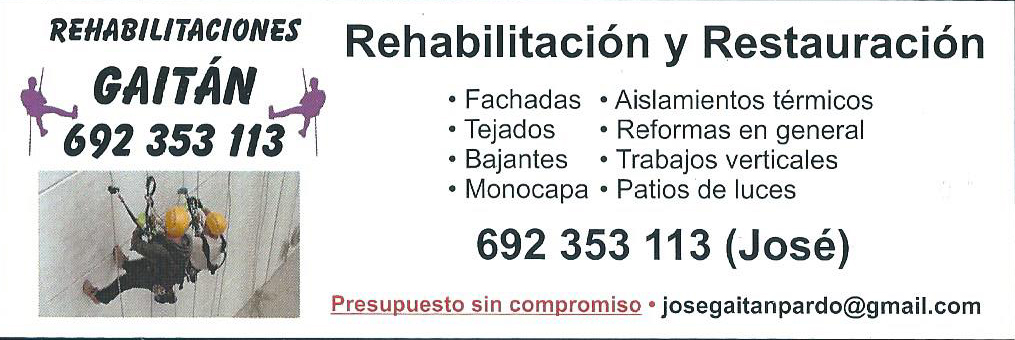 REHABILITACIONES
GAITÁN
692 353 113
Rehabilitación y Restauración
• Fachadas
• Tejados
• Bajantes
• Monocapa
• Aislamientos térmicos
• Reformas en general
• Trabajos verticales
• Patios de luces
692 353 113 (José)
Presupuesto sin compromiso • josegaitanpardo@gmail.com